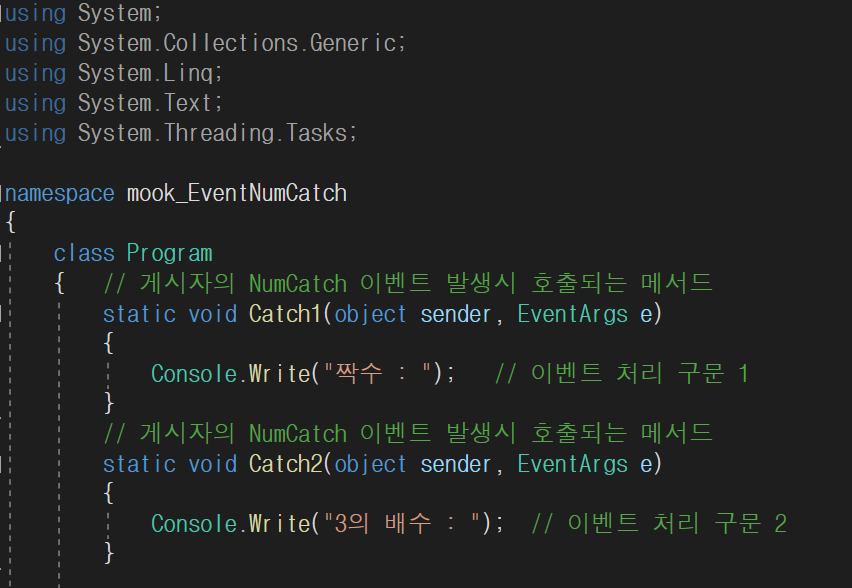 using System;
using System.Collections.Generic;
using System.Linq;
using System.Text;
using System.Threading.Tasks;
namespace mook_EventNumCatch
{
class Program
{ // 게시자의 NumCatch 이벤트 발생시 호출되는 메서드
static void Catch1(object sender, EventArgs e)
{
Console.Write("짝수 : "); // 이벤트 처리 구문 1
}
// 게시자의 NumCatch 이벤트 발생시 호출되는 메서드
static void Catch2(object sender, EventArgs e)
{
Console.Write("3의 배수 : "); // 이벤트 처리 구문 2
}